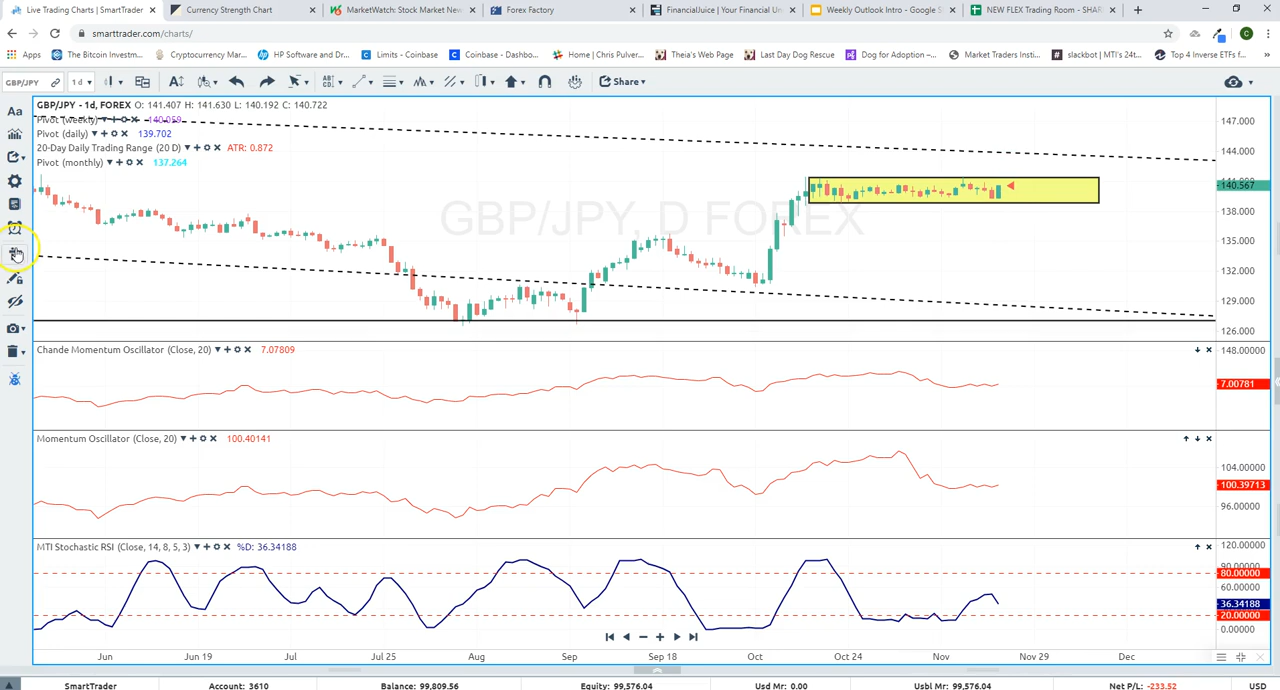 Live Trading Charts | SmartTrader
Currency Strength Chart
MarketWatch: Stock Market New
Forex Factory
FinancialJuice | Your Financial Un
Weekly Outlook Intro - Google S
NEW FLEX Trading Room - SHAR
smarttrader.com/charts/
C
Apps
The Bitcoin Investm...
Cryptocurrency Mar...
HP Software and Dr...
Limits - Coinbase
Coinbase - Dashbo...
Home | Chris Pulver...
Theia's Web Page
Last Day Dog Rescue
Dog for Adoption –...
Market Traders Insti...
slackbot | MTI's 24t...
Top 4 Inverse ETFs...
GBP/JPY
1 d
Share
Aa
GBP/JPY - 1d, FOREX O: 141.407 H: 141.630 L: 140.192 C: 140.722
Pivot (weekly) 140.059
Pivot (daily) 139.702
20-Day Daily Trading Range (20 D) ATR: 0.872
Pivot (monthly) 137.264
GBP/JPY, D FOREX
147.000
144.000
140.567
138.000
135.000
132.000
129.000
126.000
Chande Momentum Oscillator (Close, 20) 7.07809
148.00000
7.00781
Momentum Oscillator (Close, 20) 100.40141
104.00000
100.39713
96.00000
MTI Stochastic RSI (Close, 14, 8, 5, 3) %D: 36.34188
120.00000
90.00000
80.00000
60.00000
36.34188
20.00000
0.00000
Jun
Jun 19
Jul
Jul 25
Aug
Sep
Sep 18
Oct
Oct 24
Nov
Nov 29
Dec
SmartTrader
Account: 3610
Balance: 99,809.56
Equity: 99,576.04
Usd Mr: 0.00
Usbl Mr: 99,576.04
Net P/L: -233.52
USD